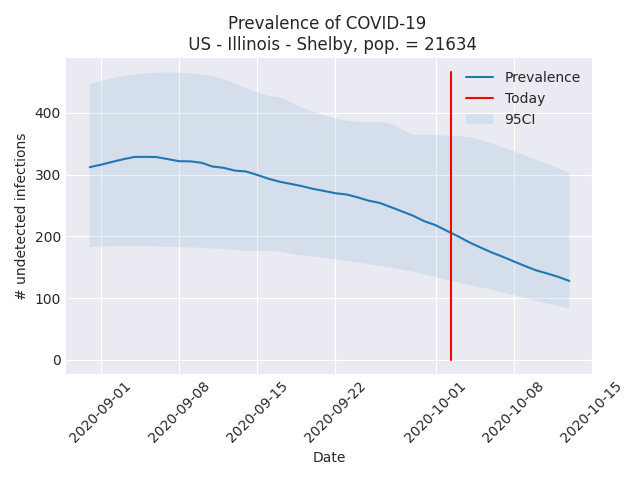 Prevalence of COVID-19
US - Illinois - Shelby, pop. = 21634
Prevalence
Today
95CI
# undetected infections
400
300
200
100
0
2020-09-01
2020-09-08
2020-09-15
2020-09-22
2020-10-01
2020-10-08
2020-10-15
Date